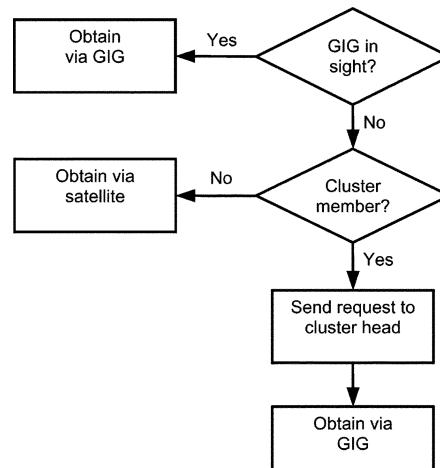 Obtain
via GIG
Yes
GIG in
sight?
No
Obtain via
satellite
No
Cluster
member?
Yes
Send request to
cluster head
Obtain via
GIG